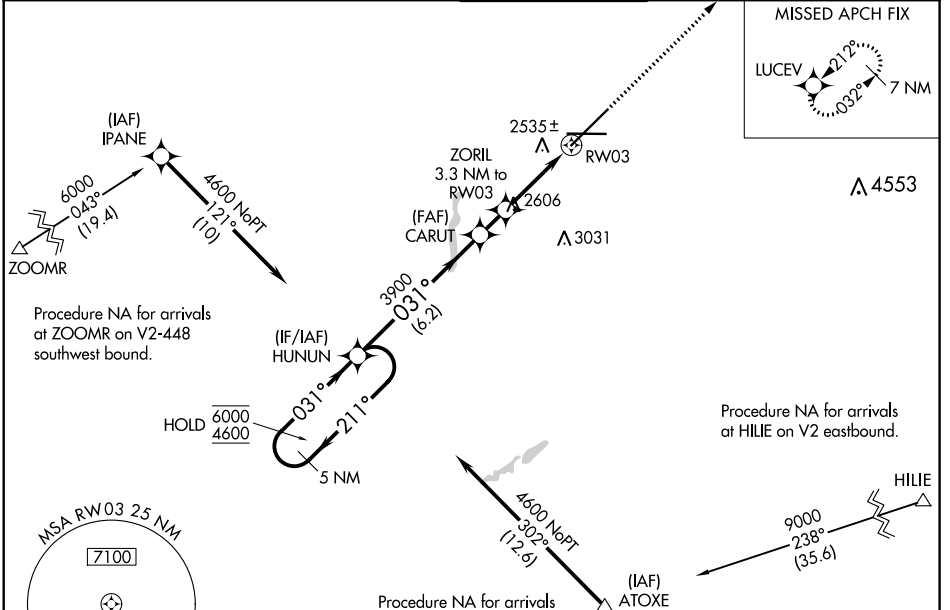 MISSED APCH FIX
LUCEV
212°
032°
7 NM
(IAF)
IPANE
6000
043°
(19.4)
ZOOMR
4600 NoPT
121°
(10)
2535 ±
RW03
ZORIL
3.3 NM to
RW03
2606
(FAF)
CARUT
3031
4553
Procedure NA for arrivals
at ZOOMR on V2-448
southwest bound.
3900
031°
(6.2)
(IF/IAF)
HUNUN
031°
211°
HOLD
6000
4600
5 NM
Procedure NA for arrivals
at HILIE on V2 eastbound.
HILIE
9000
238°
(35.6)
4600 NoPT
302°
(12.6)
(IAF)
ATOXE
MSA RW03 25 NM
7100
Procedure NA for arrivals